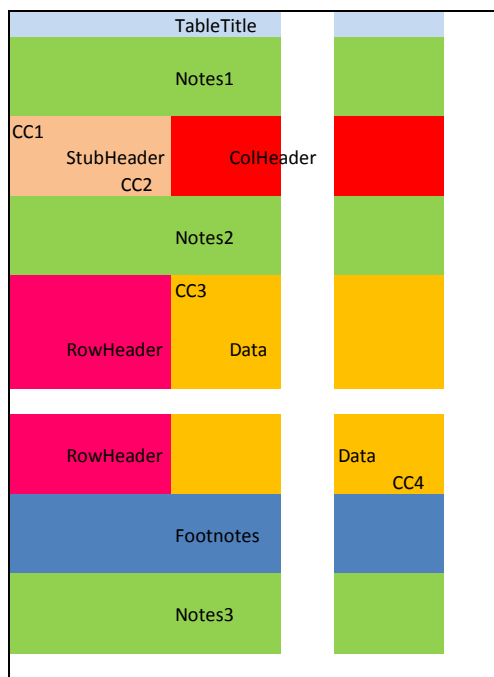 TableTitle
Notes1
CC1
StubHeader ColHeader
CC2
Notes2
CC3
RowHeader Data
RowHeader Data
CC4
Footnotes
Notes3